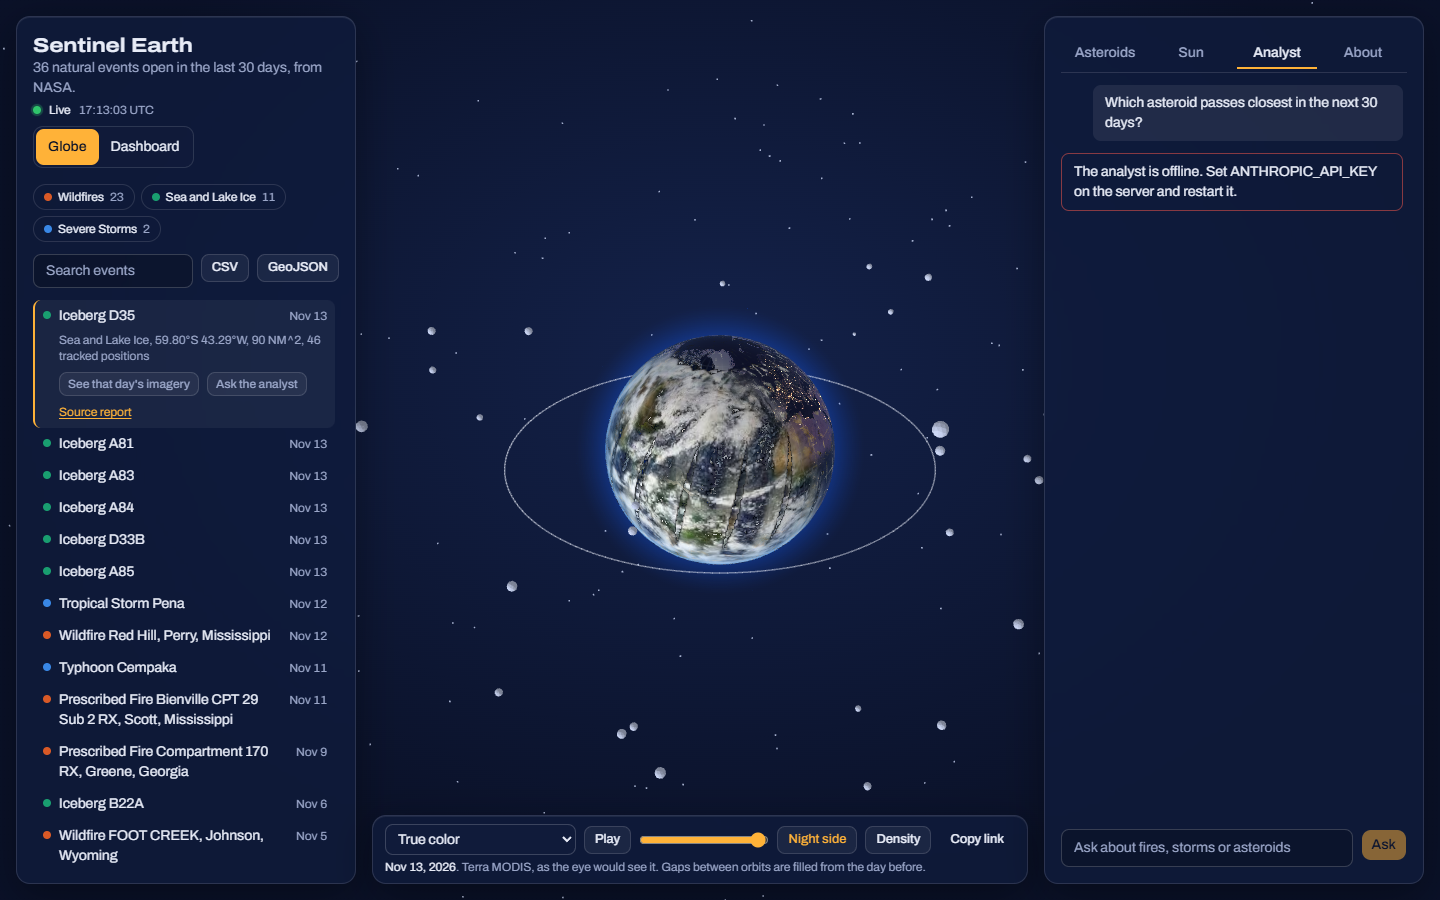 Sentinel Earth
36 natural events open in the last 30 days, from
NASA.
Live 17:13:03 UTC
Globe Dashboard
Wildfires 23 Sea and Lake Ice 11
Severe Storms 2
Search events CSV GeoJSON
Iceberg D35 Nov 13
Sea and Lake Ice, 59.80°S 43.29°W, 90 NM^2, 46
tracked positions
See that day's imagery Ask the analyst
Source report
Iceberg A81 Nov 13
Iceberg A83 Nov 13
Iceberg A84 Nov 13
Iceberg D33B Nov 13
Iceberg A85 Nov 13
Tropical Storm Pena Nov 12
Wildfire Red Hill, Perry, Mississippi Nov 12
Typhoon Cempaka Nov 11
Prescribed Fire Bienville CPT 29 Nov 11
Sub 2 RX, Scott, Mississippi
Prescribed Fire Compartment 170 Nov 9
RX, Greene, Georgia
Iceberg B22A Nov 6
Wildfire FOOT CREEK, Johnson, Nov 5
Wyoming
True color Play Night side Density Copy link
Nov 13, 2026. Terra MODIS, as the eye would see it. Gaps between orbits are filled from the day before.
Asteroids Sun Analyst About
Which asteroid passes closest in the next 30
days?
The analyst is offline. Set ANTHROPIC_API_KEY
on the server and restart it.
Ask about fires, storms or asteroids Ask